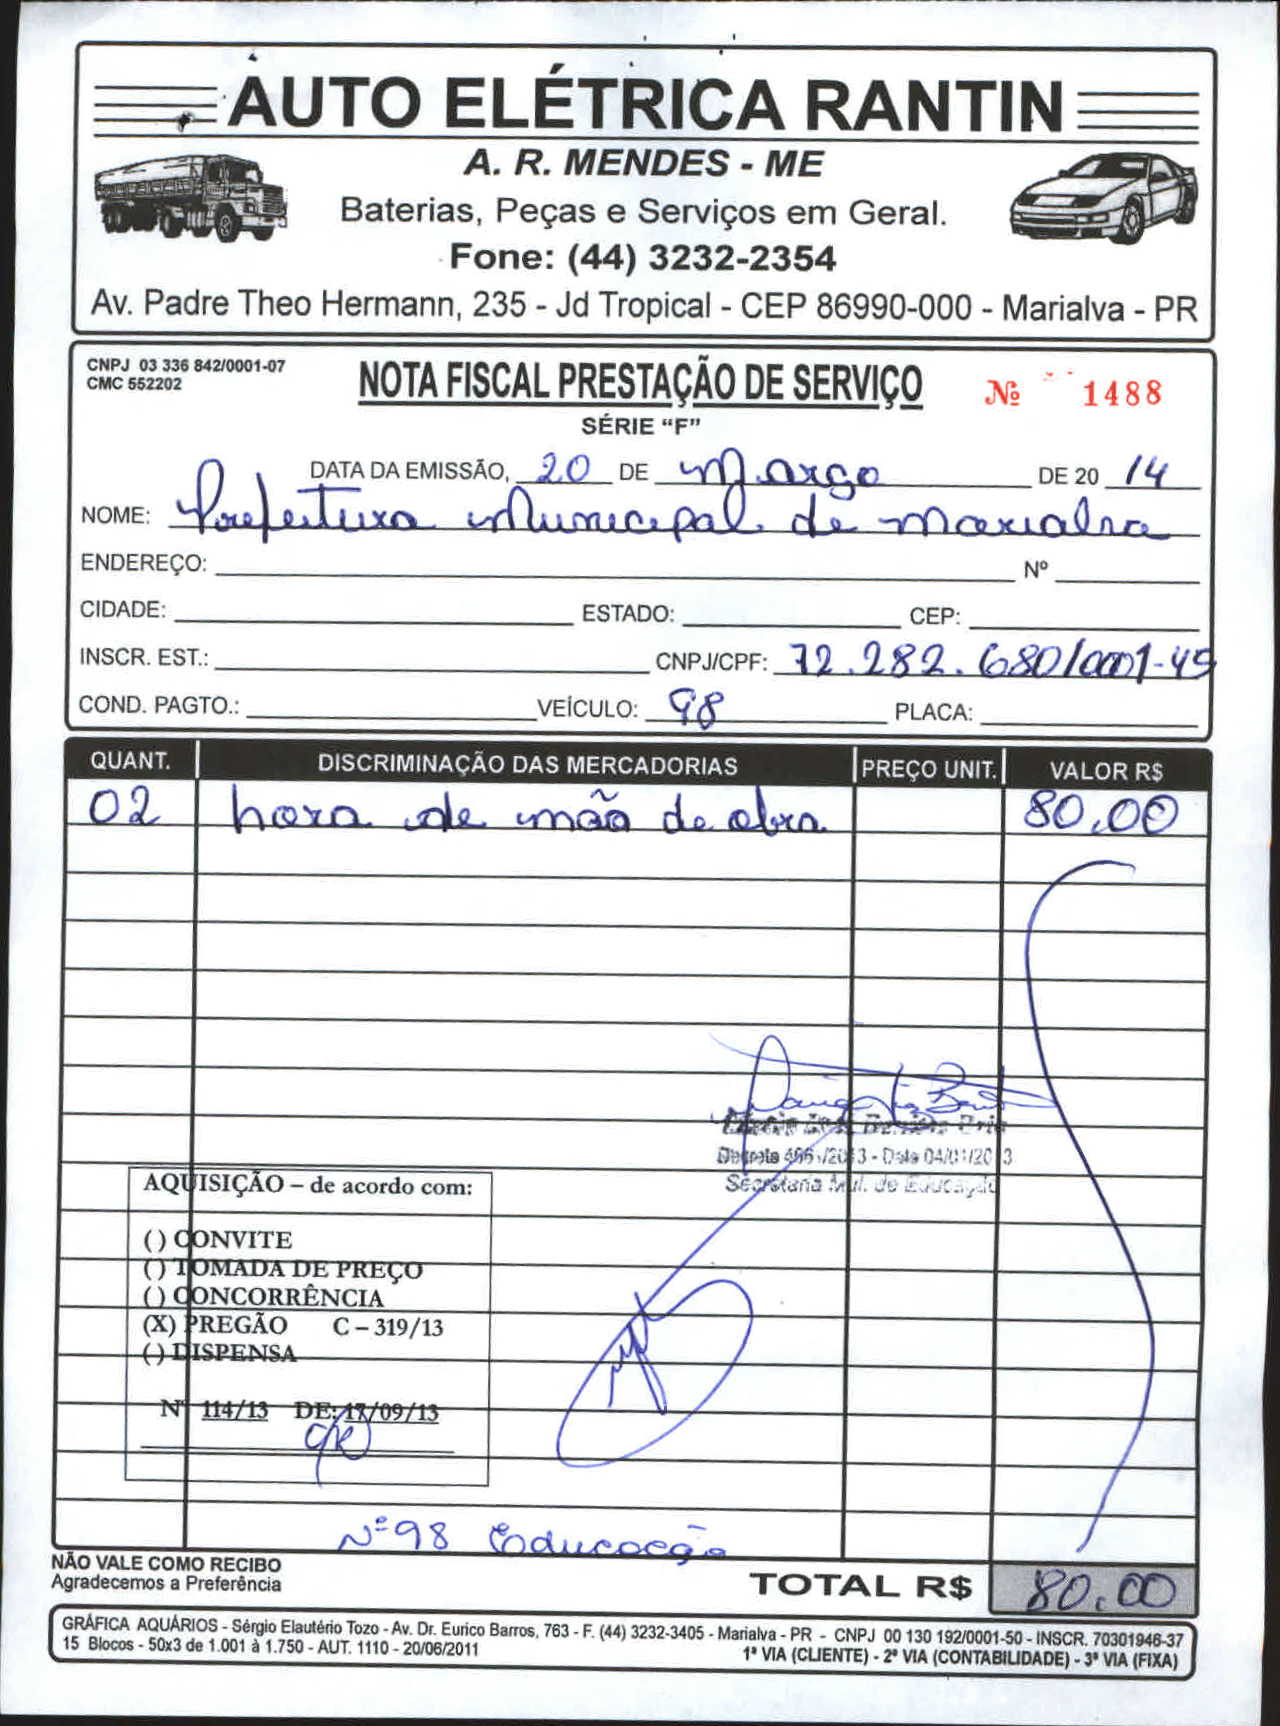 AUTO ELÉTRICA RANTIN
A. R. MENDES - ME
Baterias, Peças e Serviços em Geral.
Fone: (44) 3232-2354
Av. Padre Theo Hermann, 235 - Jd Tropical - CEP 86990-000 - Marialva - PR
CNPJ 03 336 842/0001-07
CMC 552202
NOTA FISCAL PRESTAÇÃO DE SERVIÇO
Nº 1488
SÉRIE “F”
DATA DA EMISSÃO, 20 DE Março DE 20 14
NOME: Prefeitura Municipal de Marialva
ENDEREÇO: Nº
CIDADE: ESTADO: CEP:
INSCR. EST.: CNPJ/CPF: 72.282.680/0001-45
COND. PAGTO.: VEÍCULO: 98 PLACA:
QUANT. DISCRIMINAÇÃO DAS MERCADORIAS PREÇO UNIT. VALOR R$
02 hora de mão de obra 80,00
Data 04/01/2013
Secretaria Mul. de Educação
AQUISIÇÃO – de acordo com:
( ) CONVITE
( ) TOMADA DE PREÇO
( ) CONCORRÊNCIA
(X) PREGÃO C – 319/13
( ) DISPENSA
Nº 114/13 DE: 17/09/13
Nº 98 Educação
NÃO VALE COMO RECIBO
Agradecemos a Preferência
TOTAL R$ 80,00
GRÁFICA AQUÁRIOS - Sérgio Elautério Tozo - Av. Dr. Eurico Barros, 763 - F. (44) 3232-3405 - Marialva - PR - CNPJ 00 130 192/0001-50 - INSCR. 70301946-37
15 Blocos - 50x3 de 1.001 à 1.750 - AUT. 1110 - 20/06/2011
1ª VIA (CLIENTE) - 2ª VIA (CONTABILIDADE) - 3ª VIA (FIXA)